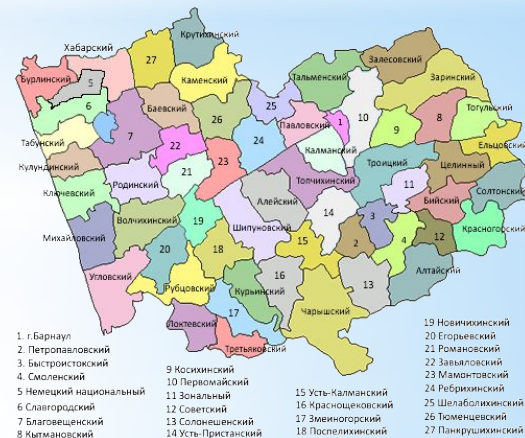 Крутихинский
Хабарский
27
Залесовский
Бурлинский
5
Каменский
Тальменский
Заринский
6
Баевский
26
25
Тогульский
Табунский
7
Павловский
1
10
9
8
24
Ельцовский
22
Калманский
Кулундинский
23
Троицкий
Целинный
21
Родинский
Топчихинский
11
Солтонский
Ключевский
Алейский
Бийский
Волчихинский
19
14
3
Красногорский
Михайловский
Шипуновский
15
2
4
12
20
18
Алтайский
Угловский
16
13
Рубцовский
Курьинский
Чарышский
17
Локтевский
Третьяковский
1. г.Барнаул
2. Петропавловский
3. Быстроистокский
4. Смоленский
5 Немецкий национальный
6 Славгородский
7 Благовещенский
8 Кытмановский
9 Косихинский
10 Первомайский
11 Зональный
12 Советский
13 Солонешенский
14 Усть-Пристанский
15 Усть-Калманский
16 Краснощековский
17 Змеиногорский
18 Поспелихинский
19 Новичихинский
20 Егорьевский
21 Романовский
22 Завьяловский
23 Мамонтовский
24 Ребрихинский
25 Шелаболихинский
26 Тюменцевский
27 Панкрушихинский